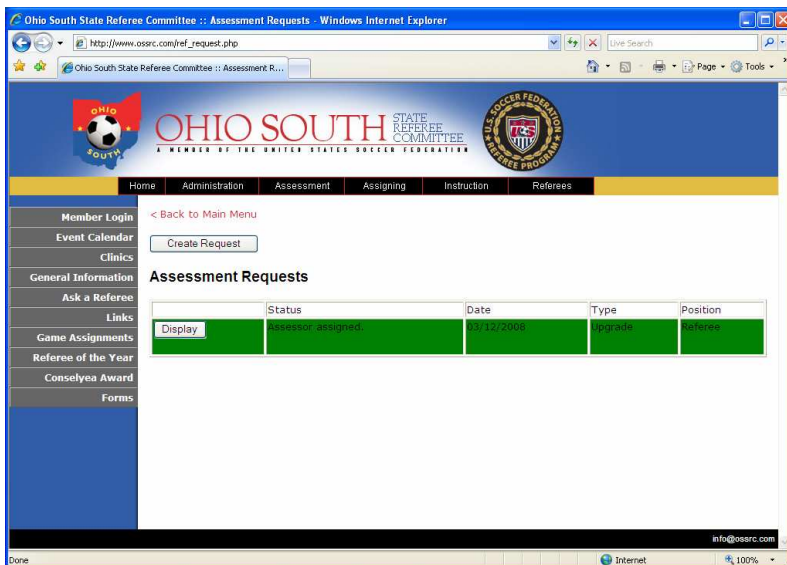 Ohio South State Referee Committee :: Assessment Requests - Windows Internet Explorer
http://www.ossrc.com/ref_request.php
Live Search
Ohio South State Referee Committee :: Assessment R...
Page
Tools
OHIO
SOUTH
OHIO SOUTH STATE REFEREE COMMITTEE
A MEMBER OF THE UNITED STATES SOCCER FEDERATION
U.S. SOCCER FEDERATION
REFEREE PROGRAM
Home Administration Assessment Assigning Instruction Referees
Member Login
Event Calendar
Clinics
General Information
Ask a Referee
Links
Game Assignments
Referee of the Year
Conselyea Award
Forms
< Back to Main Menu
Create Request
Assessment Requests
Status Date Type Position
Display Assessor assigned. 03/12/2008 Upgrade Referee
info@ossrc.com
Done Internet 100%